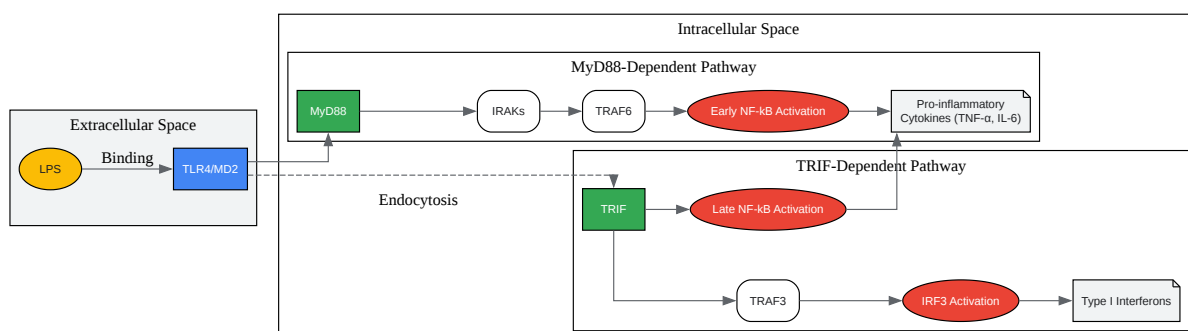 Intracellular Space
MyD88-Dependent Pathway
MyD88
IRAKs
TRAF6
Early NF-kB Activation
Pro-inflammatory
Cytokines (TNF-α, IL-6)
Extracellular Space
LPS
Binding
TLR4/MD2
Endocytosis
TRIF-Dependent Pathway
TRIF
Late NF-kB Activation
TRAF3
IRF3 Activation
Type I Interferons